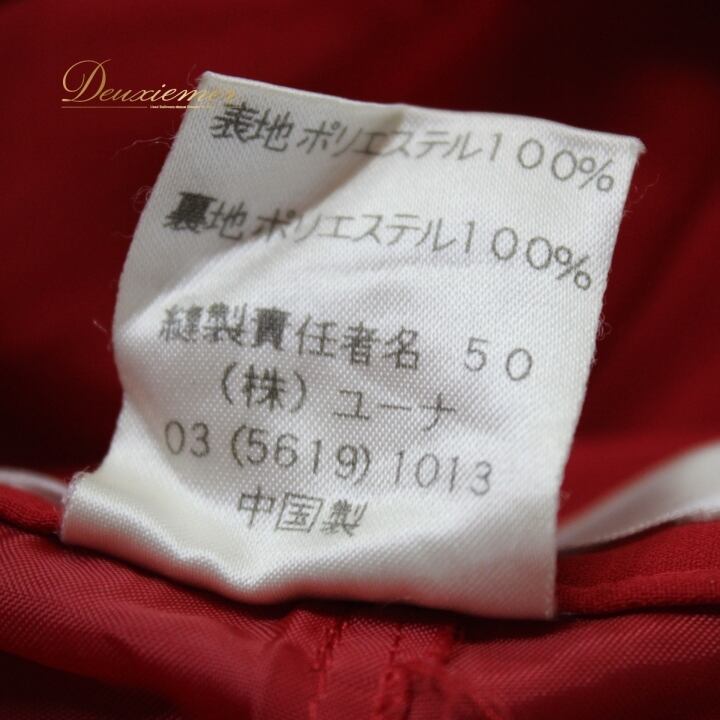 Deuxiemer
表地 ポリエステル100%
裏地 ポリエステル100%
縫製責任者名 50
(株) ユーナ
03 (5619) 1013
中国製